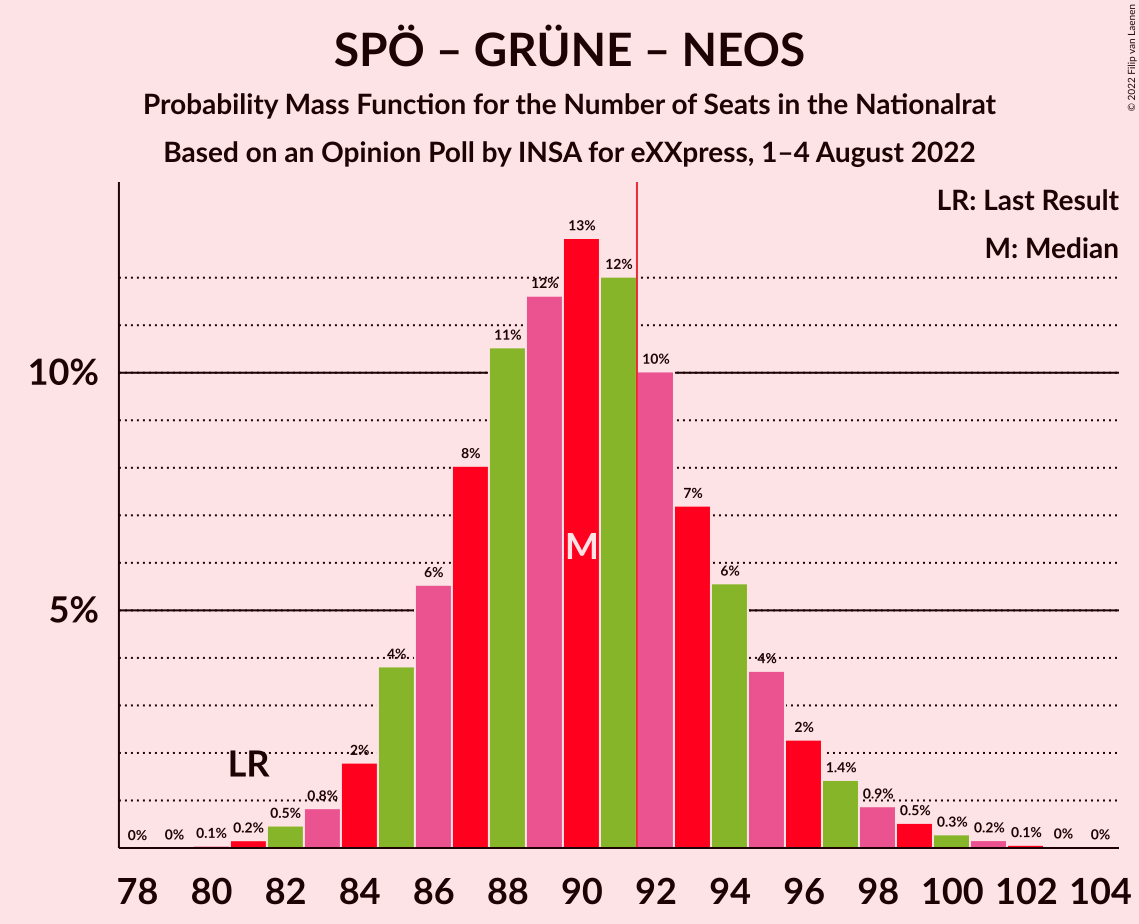 SPÖ – GRÜNE – NEOS
Probability Mass Function for the Number of Seats in the Nationalrat
Based on an Opinion Poll by INSA for eXXpress, 1–4 August 2022
© 2022 Filip van Laenen
LR: Last Result
M: Median
10%
5%
0% 0% 0.1% 0.2% 0.5% 0.8% 2% 4% 6% 8% 11% 12% 13% 12% 10% 7% 6% 4% 2% 1.4% 0.9% 0.5% 0.3% 0.2% 0.1% 0% 0%
M
LR
78 80 82 84 86 88 90 92 94 96 98 100 102 104